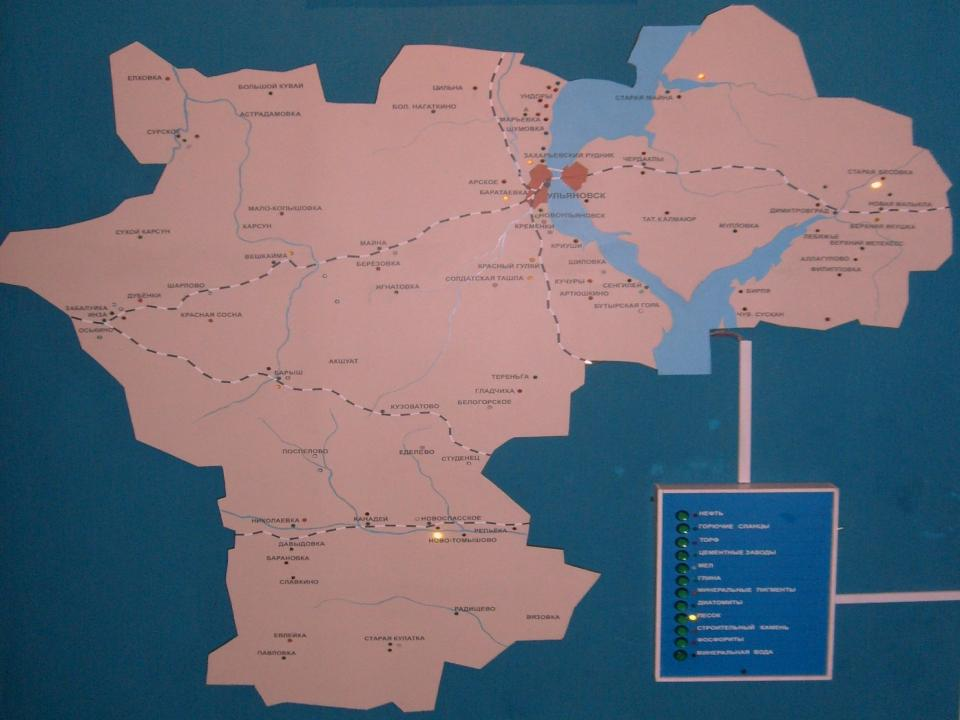 ЕЛХОВКА
БОЛЬШОЙ КУВАЙ
АСТРАДАМОВКА
ЦИЛЬНА
БОЛ. НАГАТКИНО
УНДОРЫ
МАРЬЕВКА
ШУМОВКА
СТАРАЯ МАЙНА
СУРСКОЕ
ЗАХАРЬЕВСКИЙ РУДНИК
ЧЕРДАКЛЫ
АРСКОЕ
БАРАТАЕВКА
УЛЬЯНОВСК
СТАРАЯ БЕСОВКА
НОВАЯ МАЛЫКЛА
ДИМИТРОВГРАД
МАЛО-КОПЫШОВКА
НОВОУЛЬЯНОВСК
КРЕМЕНКИ
ТАТ. КАЛМАЮР
МУЛЛОВКА
ВЕРХНЯЯ ЯКУШКА
ЛЕБЯЖЬЕ
ВЕРХНИЙ МЕЛЕКЕСС
СУХОЙ КАРСУН
КАРСУН
МАЙНА
КРИУШИ
ВЕШКАЙМА
БЕРЕЗОВКА
КРАСНЫЙ ГУЛЯЙ
ШИЛОВКА
АЛЛАГУЛОВО
ФИЛИППОВКА
СОЛДАТСКАЯ ТАШЛА
ИГНАТОВКА
КУЧУРЫ
СЕНГИЛЕЙ
АРТЮШКИНО
БУТЫРСКАЯ ГОРА
БИРЛЯ
ЧУВ. СУСКАН
ШАРЛОВО
ДУБЕНКИ
ЗАБАЛУЙКА
ИНЗА
ОСЬКИНО
КРАСНАЯ СОСНА
АКШУАТ
БАРЫШ
ТЕРЕНЬГА
ГЛАДЧИХА
БЕЛОГОРСКОЕ
КУЗОВАТОВО
ПОСПЕЛОВО
ЕДЕЛЕВО
СТУДЕНЕЦ
НИКОЛАЕВКА
КАНАДЕЙ
НОВОСПАССКОЕ
РЕПЬЕВКА
НОВО-ТОМЫШОВО
ДАВЫДОВКА
БАРАНОВКА
СЛАВКИНО
РАДИЩЕВО
ВЯЗОВКА
ЕВЛЕЙКА
СТАРАЯ КУЛАТКА
ПАВЛОВКА
НЕФТЬ
ГОРЮЧИЕ СЛАНЦЫ
ТОРФ
ЦЕМЕНТНЫЕ ЗАВОДЫ
МЕЛ
ГЛИНА
МИНЕРАЛЬНЫЕ ПИГМЕНТЫ
ДИАТОМИТЫ
ПЕСОК
СТРОИТЕЛЬНЫЙ КАМЕНЬ
ФОСФОРИТЫ
МИНЕРАЛЬНАЯ ВОДА